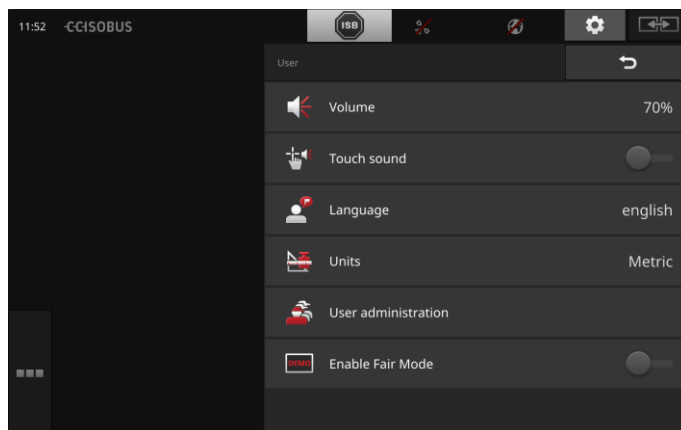 11:52 CCISOBUS ISB
User
Volume 70%
Touch sound
Language english
Units Metric
User administration
DEMO Enable Fair Mode